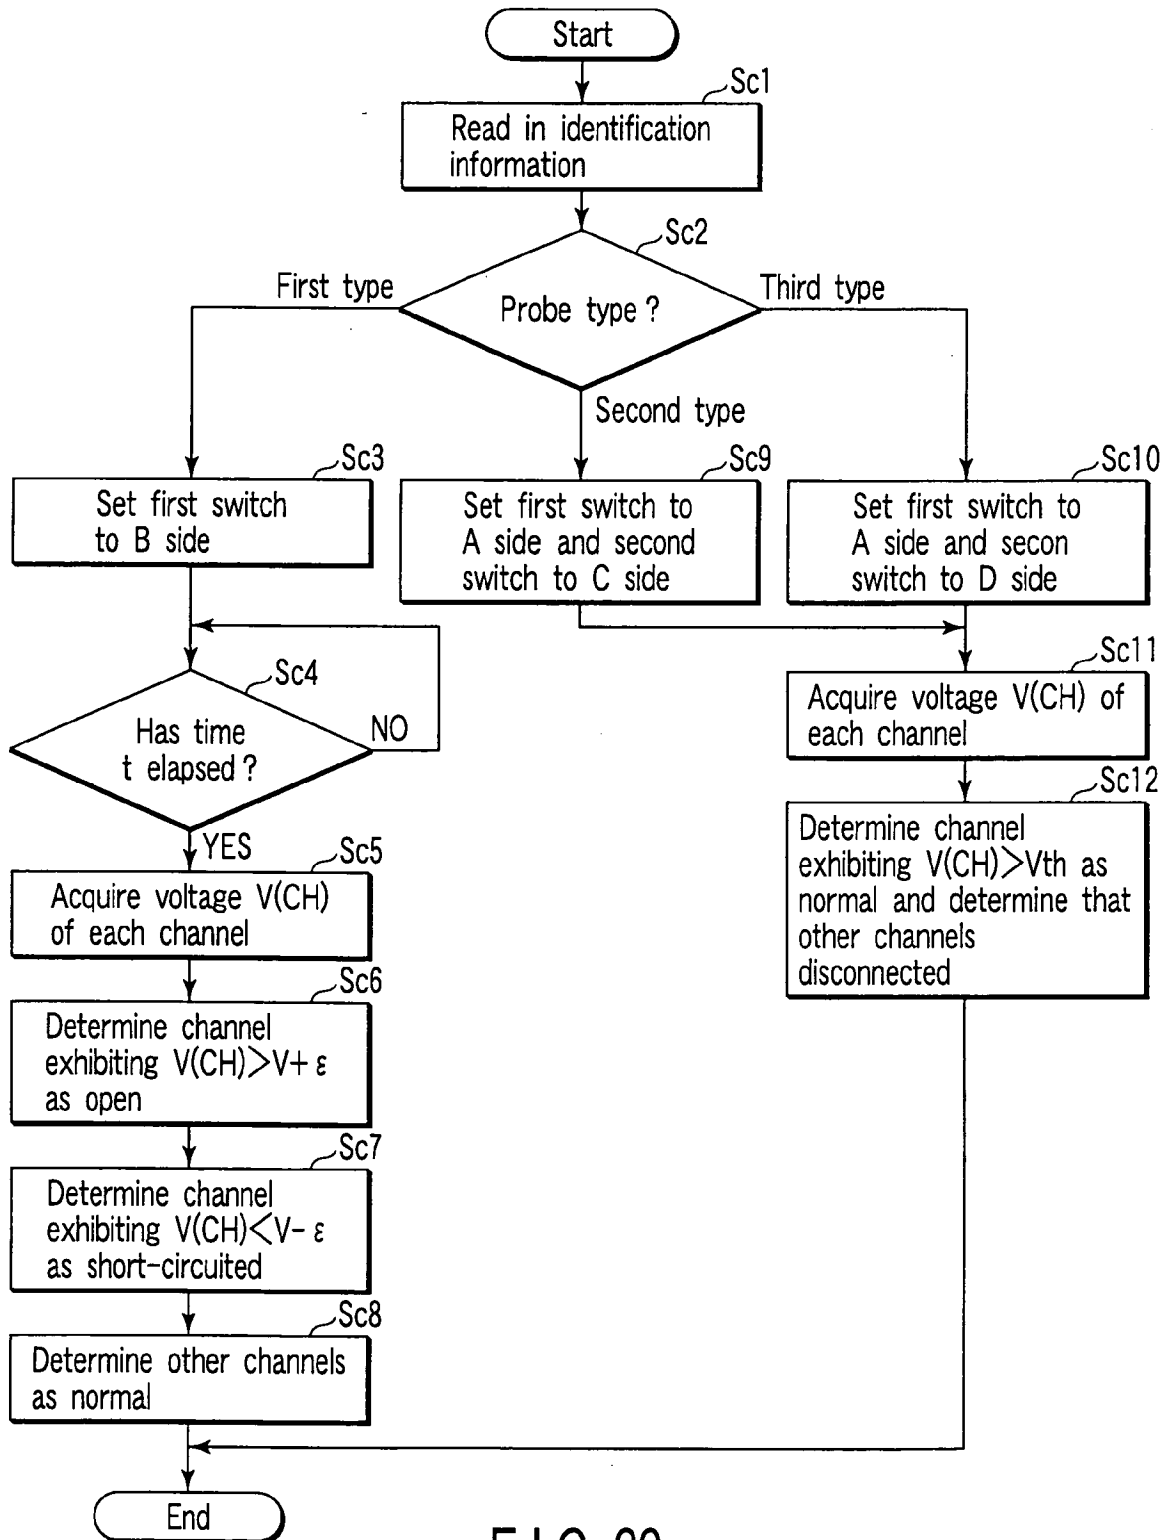 Start
Sc1
Read in identification
information
Sc2
First type
Probe type ?
Third type
Second type
Sc3
Set first switch
to B side
Sc9
Set first switch to
A side and second
switch to C side
Sc10
Set first switch to
A side and secon
switch to D side
Sc4
Has time
t elapsed ?
NO
YES
Sc5
Acquire voltage V(CH)
of each channel
Sc6
Determine channel
exhibiting V(CH)>V+ ε
as open
Sc7
Determine channel
exhibiting V(CH)<V- ε
as short-circuited
Sc8
Determine other channels
as normal
Sc11
Acquire voltage V(CH) of
each channel
Sc12
Determine channel
exhibiting V(CH)>Vth as
normal and determine that
other channels
disconnected
End